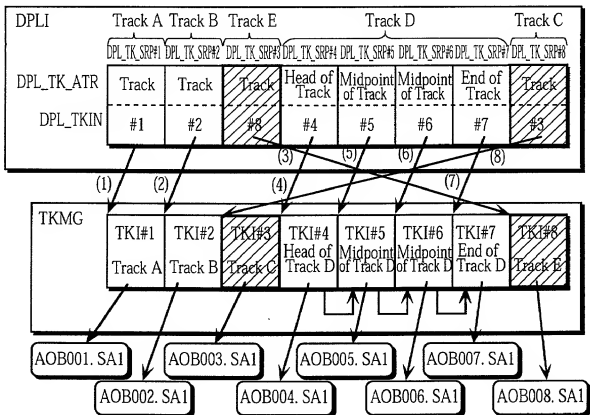 DPLI
Track A Track B Track E Track D Track C
DPL_TK_SRP#1 DPL_TK_SRP#2 DPL_TK_SRP#3 DPL_TK_SRP#4 DPL_TK_SRP#5 DPL_TK_SRP#6 DPL_TK_SRP#7 DPL_TK_SRP#8
DPL_TK_ATR
Track Track Track Head of Track Midpoint of Track Midpoint of Track End of Track Track
DPL_TKIN
#1 #2 #8 #4 #5 #6 #7 #3
(1) (2) (3) (4) (5) (6) (7) (8)
TKMG
TKI#1 TKI#2 TKI#3 TKI#4 TKI#5 TKI#6 TKI#7 TKI#8
Track A Track B Track C Head of Track D Midpoint of Track D Midpoint of Track D End of Track D Track E
AOB001. SA1 AOB003. SA1 AOB005. SA1 AOB007. SA1
AOB002. SA1 AOB004. SA1 AOB006. SA1 AOB008. SA1